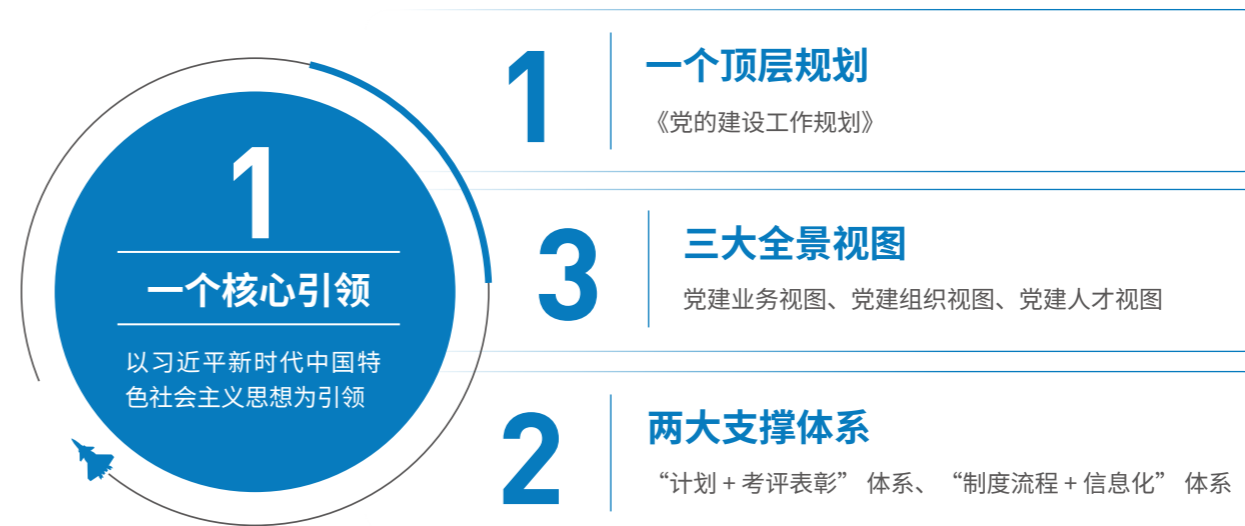 1
一个核心引领
以习近平新时代中国特
色社会主义思想为引领
1
一个顶层规划
《党的建设工作规划》
3
三大全景视图
党建业务视图、党建组织视图、党建人才视图
2
两大支撑体系
“计划 + 考评表彰” 体系、 “制度流程 + 信息化” 体系